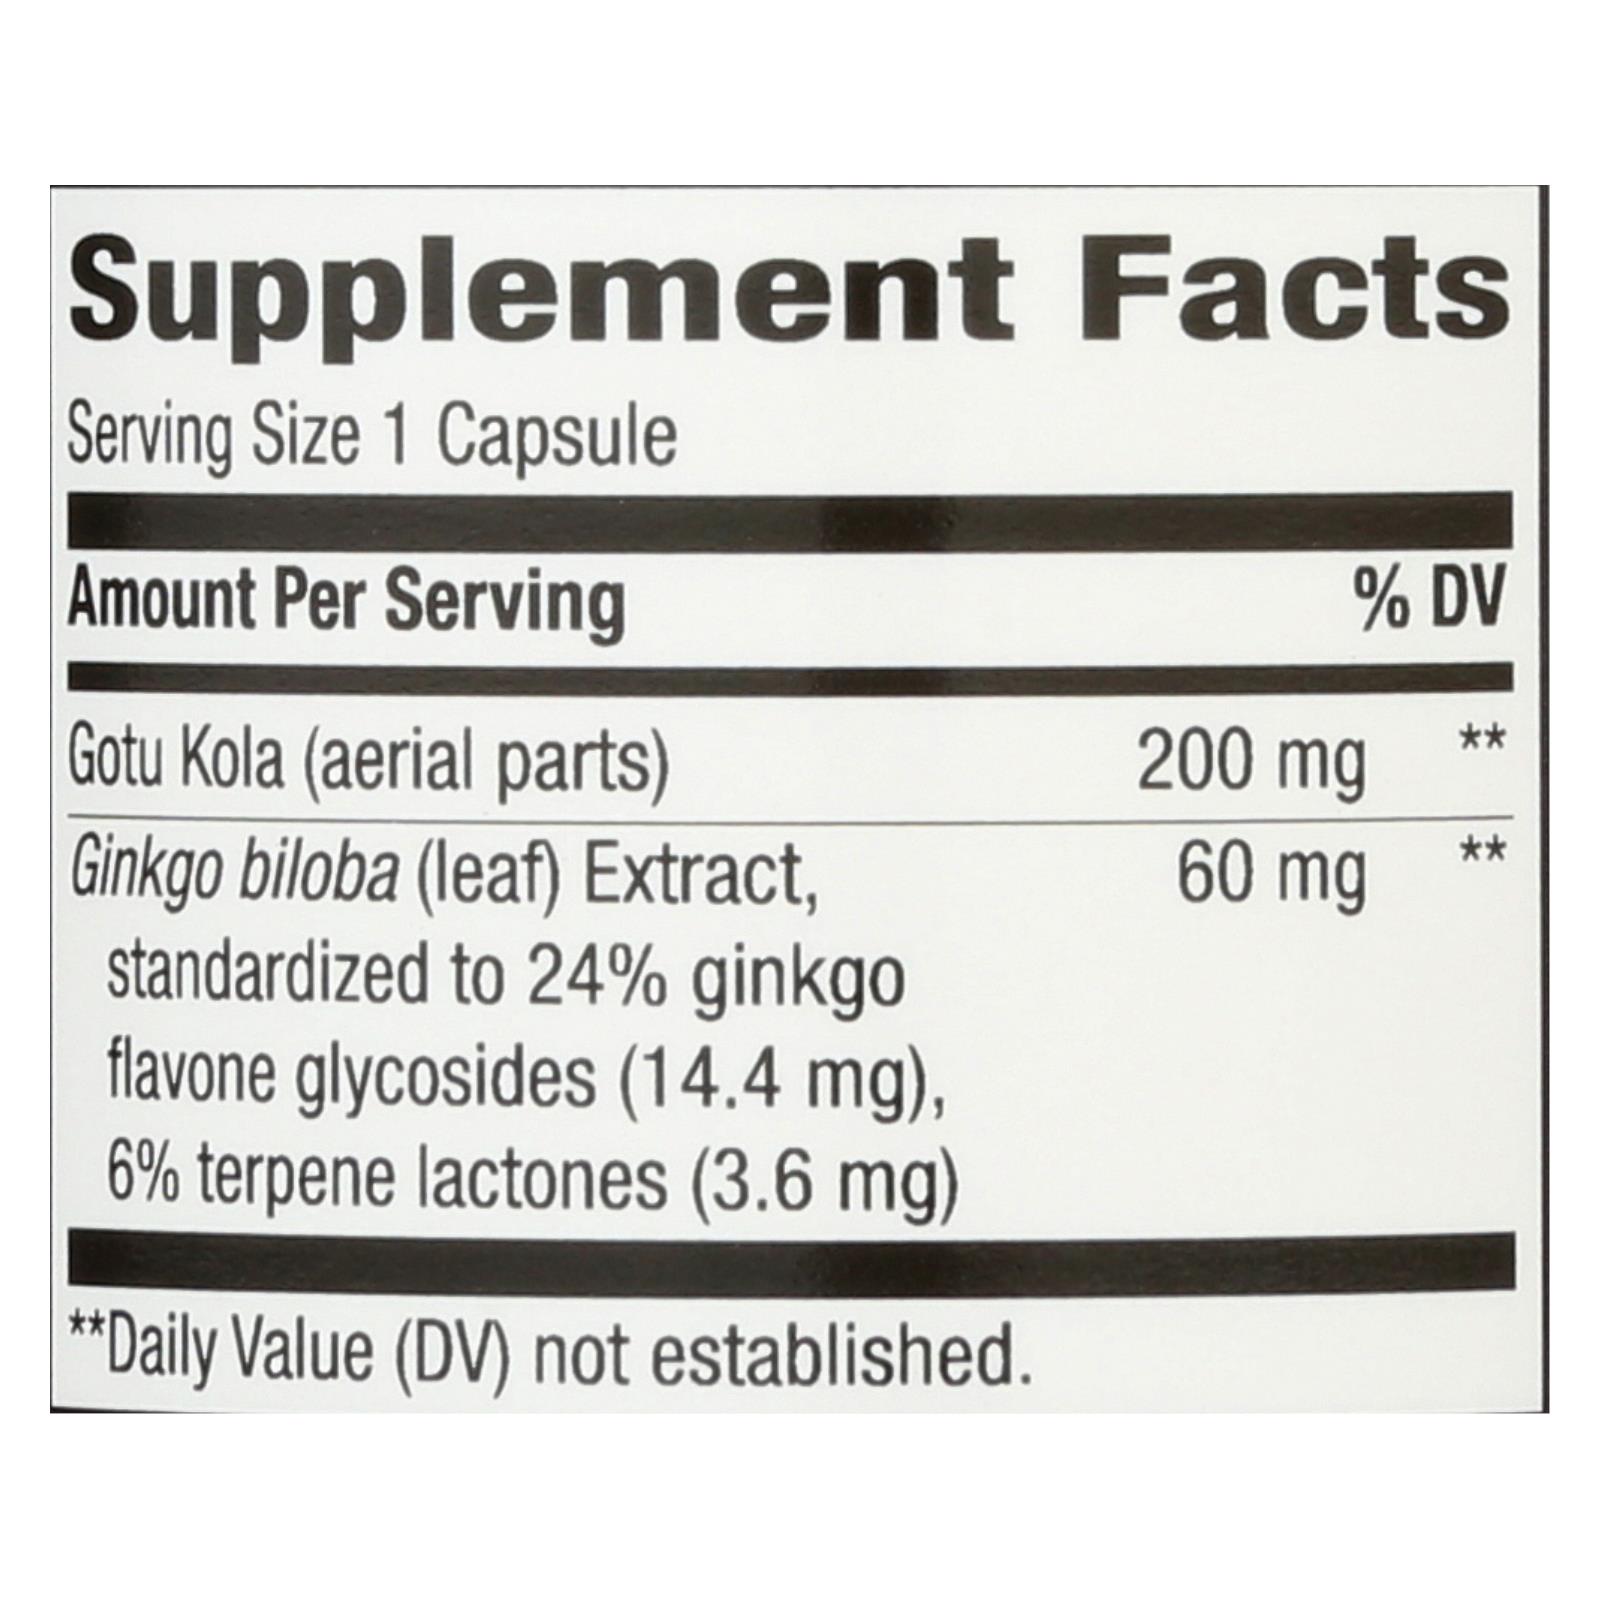 Supplement Facts
Serving Size 1 Capsule
Amount Per Serving % DV
Gotu Kola (aerial parts) 200 mg **
Ginkgo biloba (leaf) Extract, 60 mg **
standardized to 24% ginkgo
flavone glycosides (14.4 mg),
6% terpene lactones (3.6 mg)
**Daily Value (DV) not established.